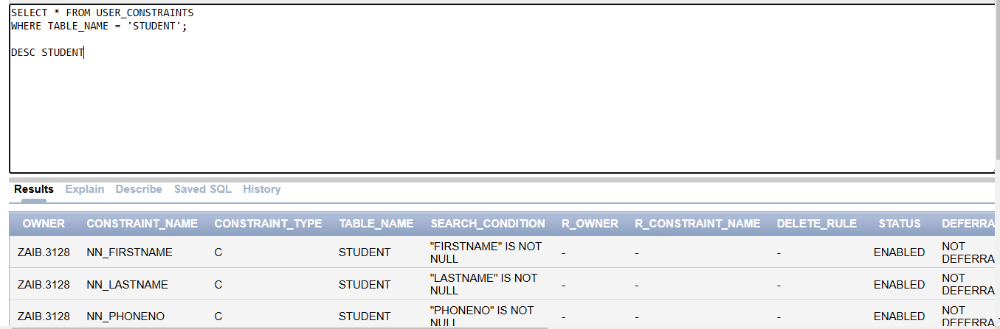 SELECT * FROM USER_CONSTRAINTS
WHERE TABLE_NAME = 'STUDENT';
DESC STUDENT
Results Explain Describe Saved SQL History
OWNER CONSTRAINT_NAME CONSTRAINT_TYPE TABLE_NAME SEARCH_CONDITION R_OWNER R_CONSTRAINT_NAME DELETE_RULE STATUS DEFERRA
ZAIB.3128 NN_FIRSTNAME C STUDENT "FIRSTNAME" IS NOT NULL - - - ENABLED NOT DEFERRA
ZAIB.3128 NN_LASTNAME C STUDENT "LASTNAME" IS NOT NULL - - - ENABLED NOT DEFERRA
ZAIB.3128 NN_PHONENO C STUDENT "PHONENO" IS NOT NULL - - - ENABLED NOT DEFERRA